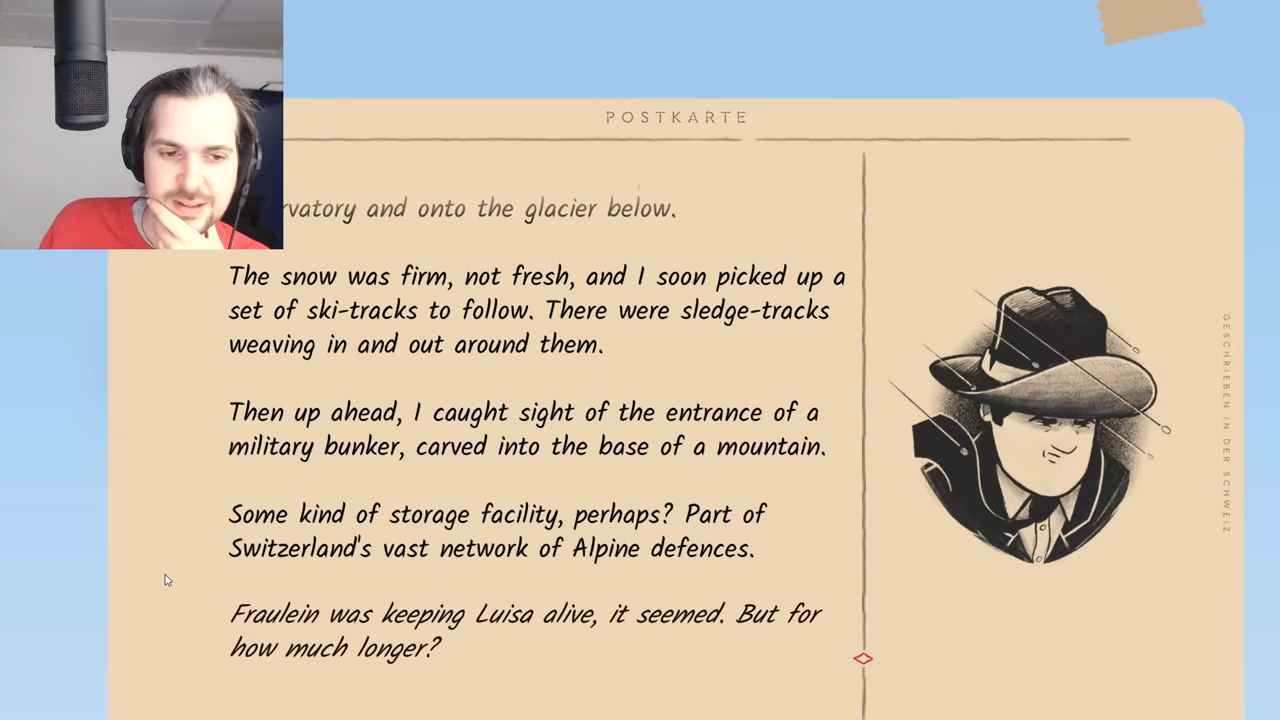 POSTKARTE
rvatory and onto the glacier below.
The snow was firm, not fresh, and I soon picked up a
set of ski-tracks to follow. There were sledge-tracks
weaving in and out around them.
Then up ahead, I caught sight of the entrance of a
military bunker, carved into the base of a mountain.
Some kind of storage facility, perhaps? Part of
Switzerland's vast network of Alpine defences.
Fraulein was keeping Luisa alive, it seemed. But for
how much longer?
GESCHRIEBEN IN DER SCHWEIZ